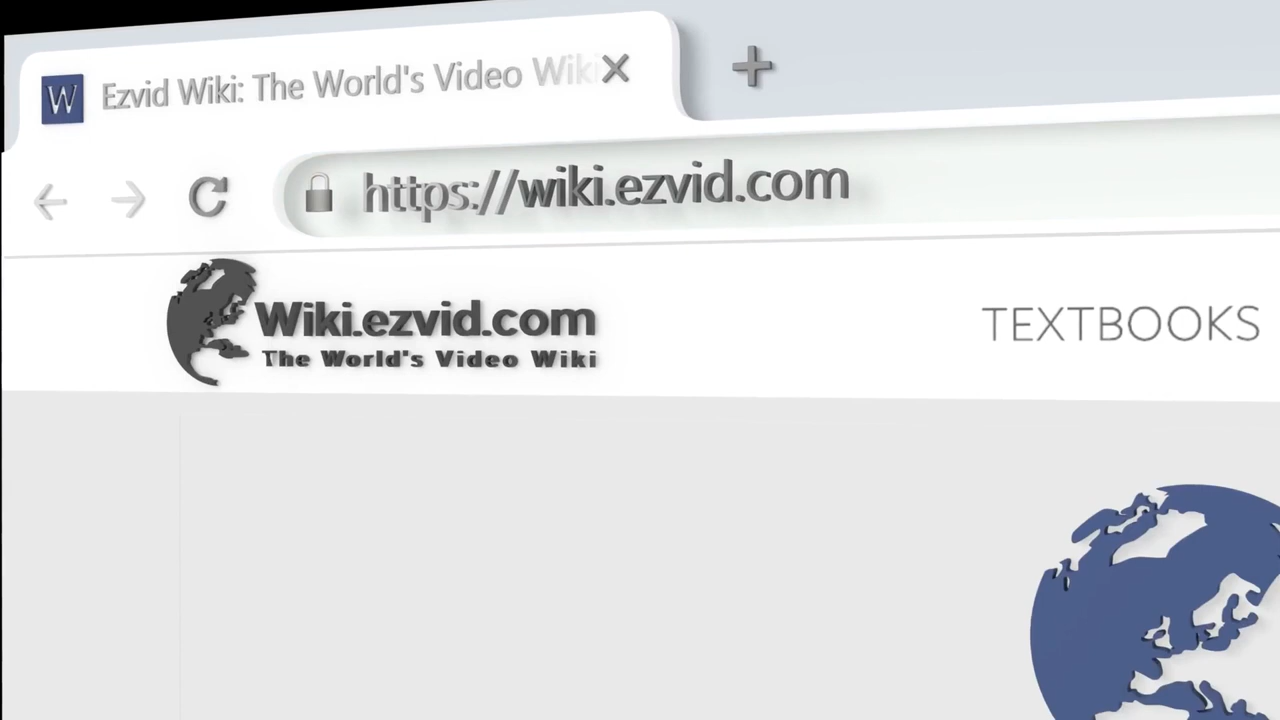 W Ezvid Wiki: The World's Video Wiki
https://wiki.ezvid.com
Wiki.ezvid.com
The World's Video Wiki
TEXTBOOKS